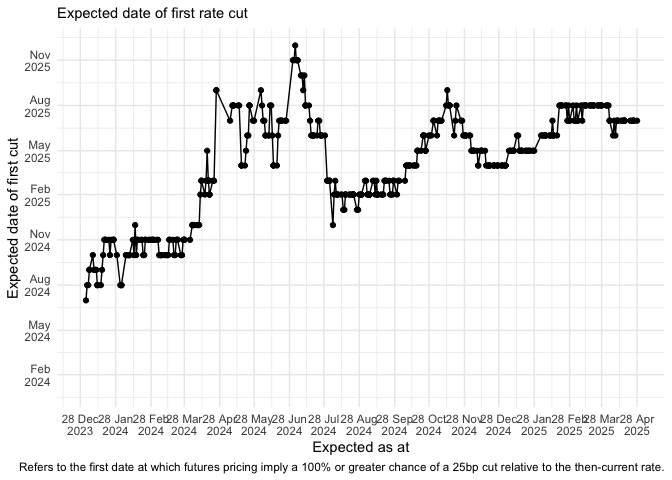 Expected date of first rate cut
Expected date of first cut
Nov
2025
Aug
2025
May
2025
Feb
2025
Nov
2024
Aug
2024
May
2024
Feb
2024
28 Dec 28 Jan 28 Feb 28 Mar 28 Apr 28 May 28 Jun 28 Jul 28 Aug 28 Sep 28 Oct 28 Nov 28 Dec 28 Jan 28 Feb 28 Mar 28 Apr
2023 2024 2024 2024 2024 2024 2024 2024 2024 2024 2024 2024 2024 2025 2025 2025 2025
Expected as at
Refers to the first date at which futures pricing imply a 100% or greater chance of a 25bp cut relative to the then-current rate.